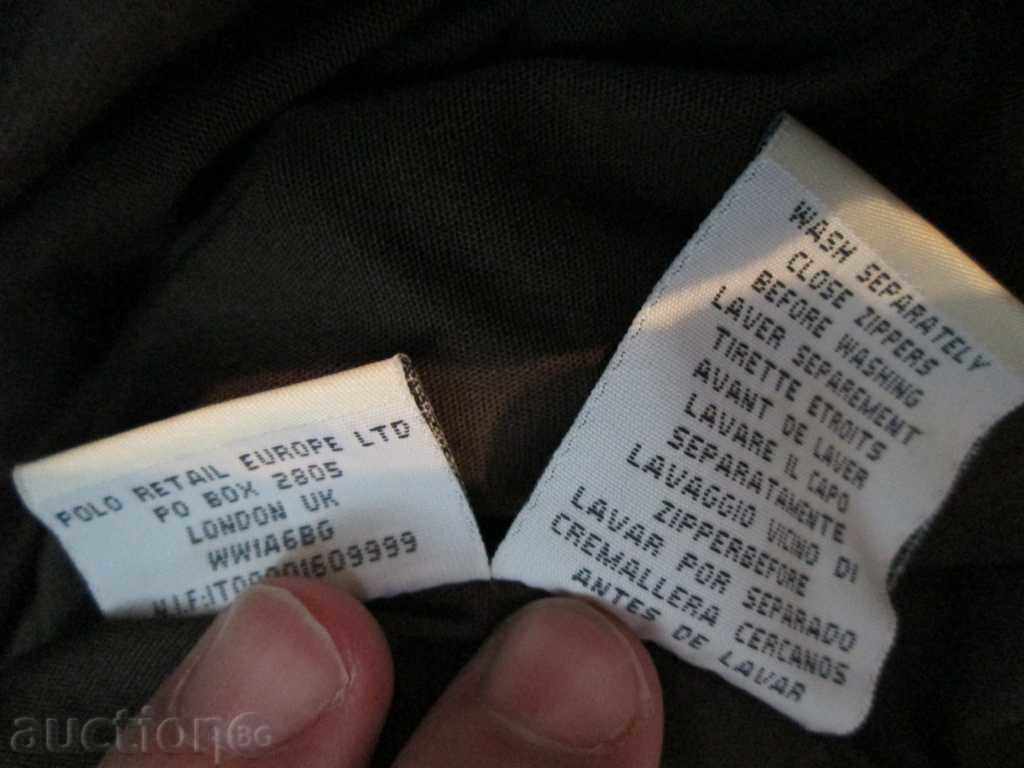 POLO RETAIL EUROPE LTD
PO BOX 2805
LONDON UK
WW1A6BG
N.I.F:IT00001609999
WASH SEPARATELY
CLOSE ZIPPERS
BEFORE WASHING
LAVER SEPAREMENT
TIRETTE ETROITS
AVANT DE LAVER
LAVARE IL CAPO
SEPARATAMENTE
LAVAGGIO VICNO DI
ZIPPERBEFORE
LAVAR POR SEPARADO
CREMALLERA CERCANOS
ANTES DE LAVAR
auction BG